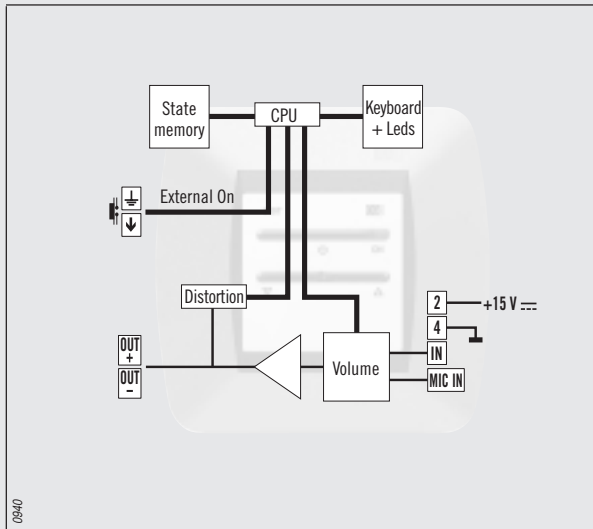 State
memory
CPU
Keyboard
+ Leds
External On
Distortion
2
+15 V
4
OUT
+
OUT
–
Volume
IN
MIC IN
0940